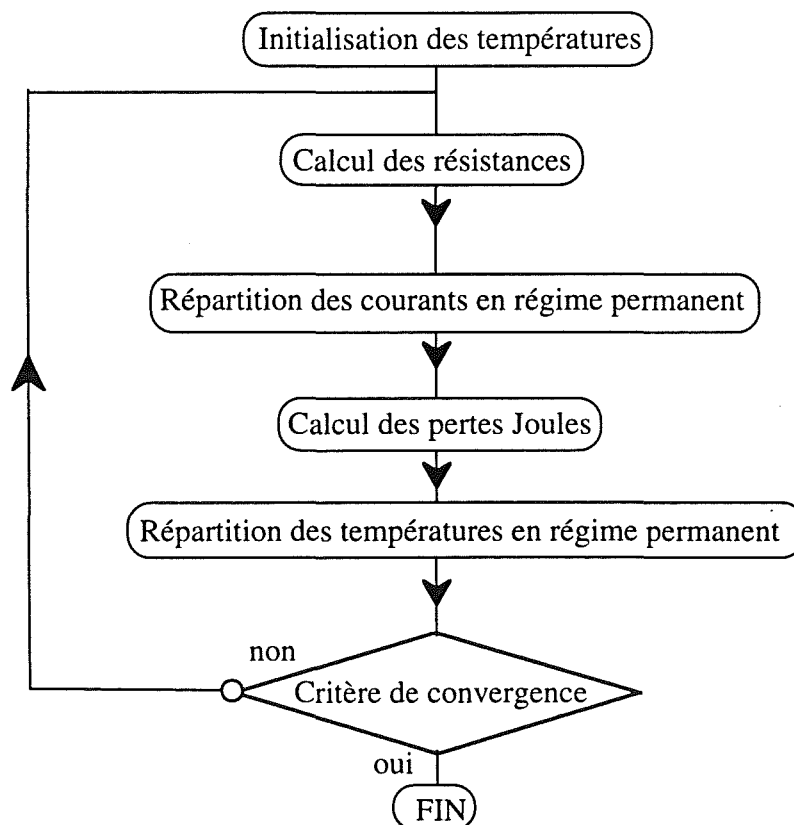 Initialisation des températures
Calcul des résistances
Répartition des courants en régime permanent
Calcul des pertes Joules
Répartition des températures en régime permanent
non
Critère de convergence
oui
FIN